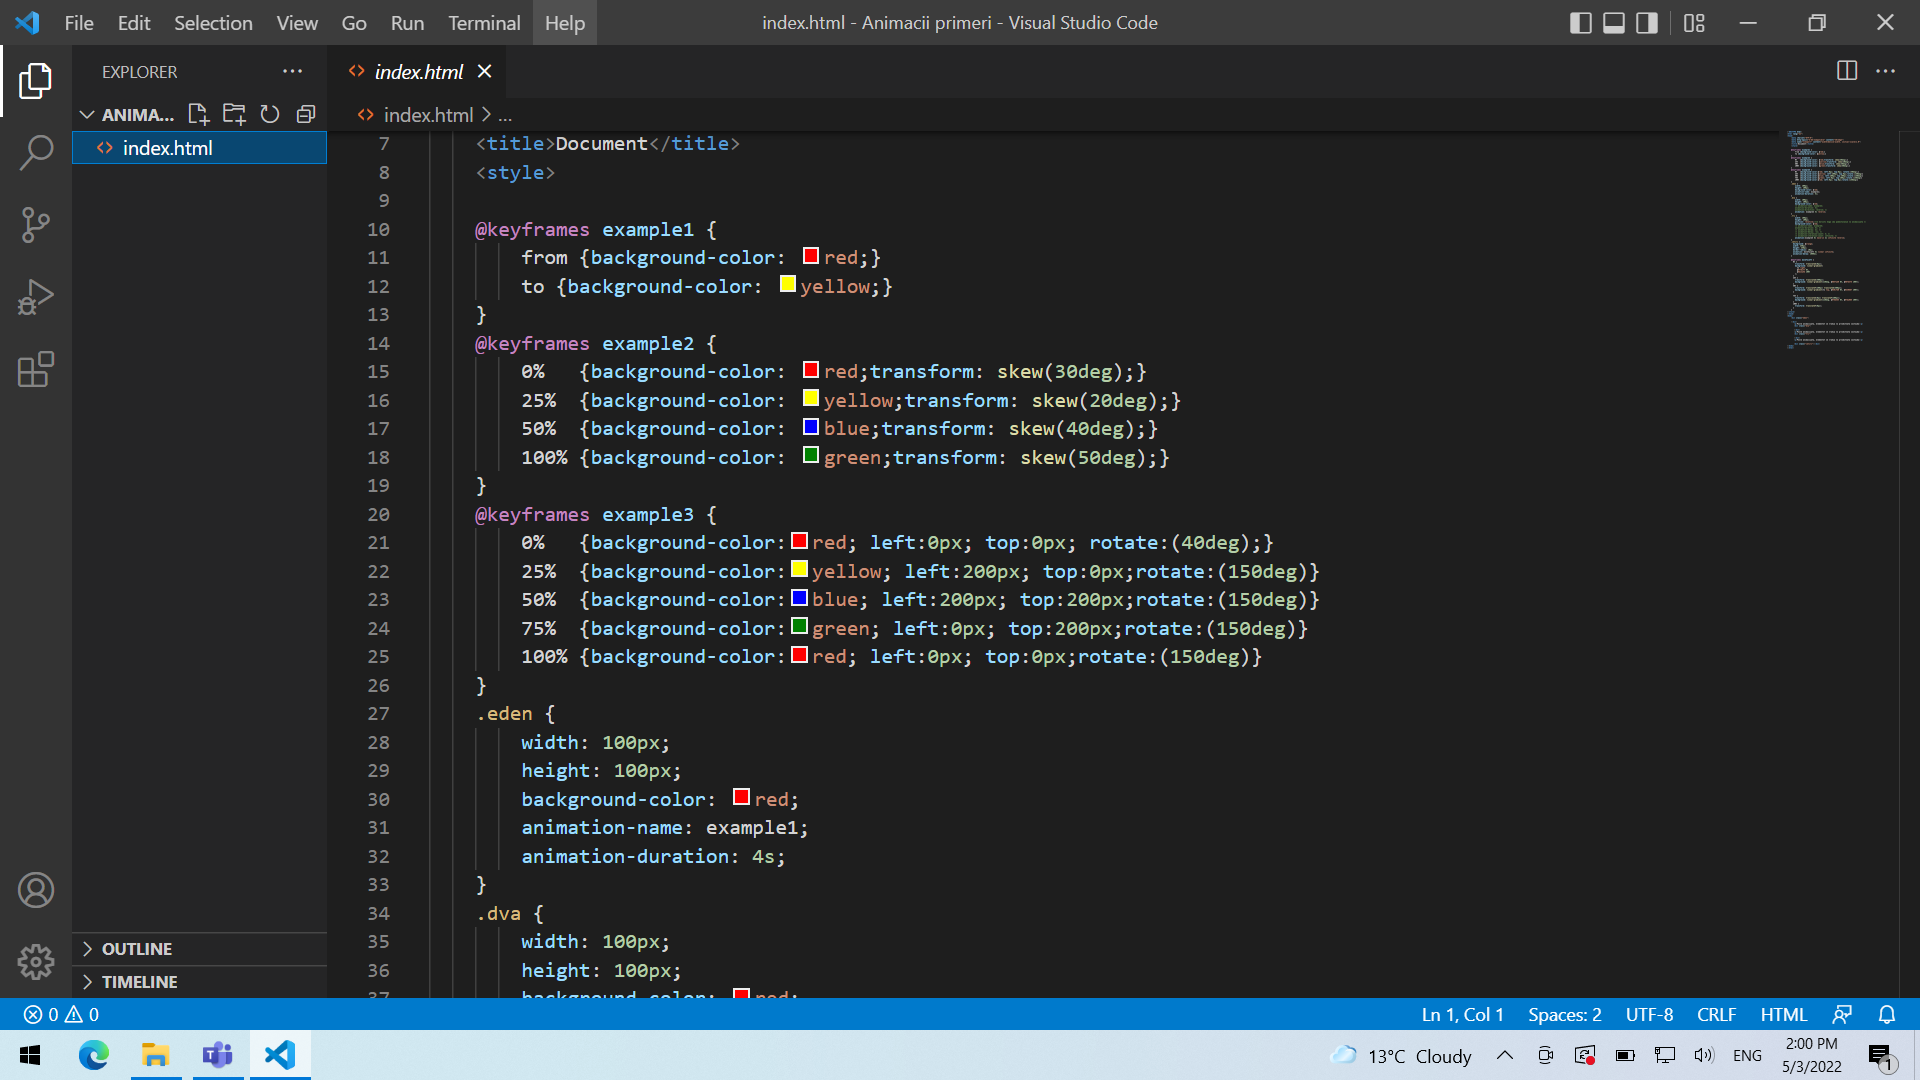 File Edit Selection View Go Run Terminal Help
index.html - Animacii primeri - Visual Studio Code
EXPLORER
ANIMA...
index.html
OUTLINE
TIMELINE
index.html
index.html > ...
7 <title>Document</title>
8 <style>
9
10 @keyframes example1 {
11 from {background-color: red;}
12 to {background-color: yellow;}
13 }
14 @keyframes example2 {
15 0% {background-color: red;transform: skew(30deg);}
16 25% {background-color: yellow;transform: skew(20deg);}
17 50% {background-color: blue;transform: skew(40deg);}
18 100% {background-color: green;transform: skew(50deg);}
19 }
20 @keyframes example3 {
21 0% {background-color:red; left:0px; top:0px; rotate:(40deg);}
22 25% {background-color:yellow; left:200px; top:0px;rotate:(150deg)}
23 50% {background-color:blue; left:200px; top:200px;rotate:(150deg)}
24 75% {background-color:green; left:0px; top:200px;rotate:(150deg)}
25 100% {background-color:red; left:0px; top:0px;rotate:(150deg)}
26 }
27 .eden {
28 width: 100px;
29 height: 100px;
30 background-color: red;
31 animation-name: example1;
32 animation-duration: 4s;
33 }
34 .dva {
35 width: 100px;
36 height: 100px;
37 background-color: red;
0 0
Ln 1, Col 1 Spaces: 2 UTF-8 CRLF HTML
13°C Cloudy
ENG
2:00 PM
5/3/2022
1